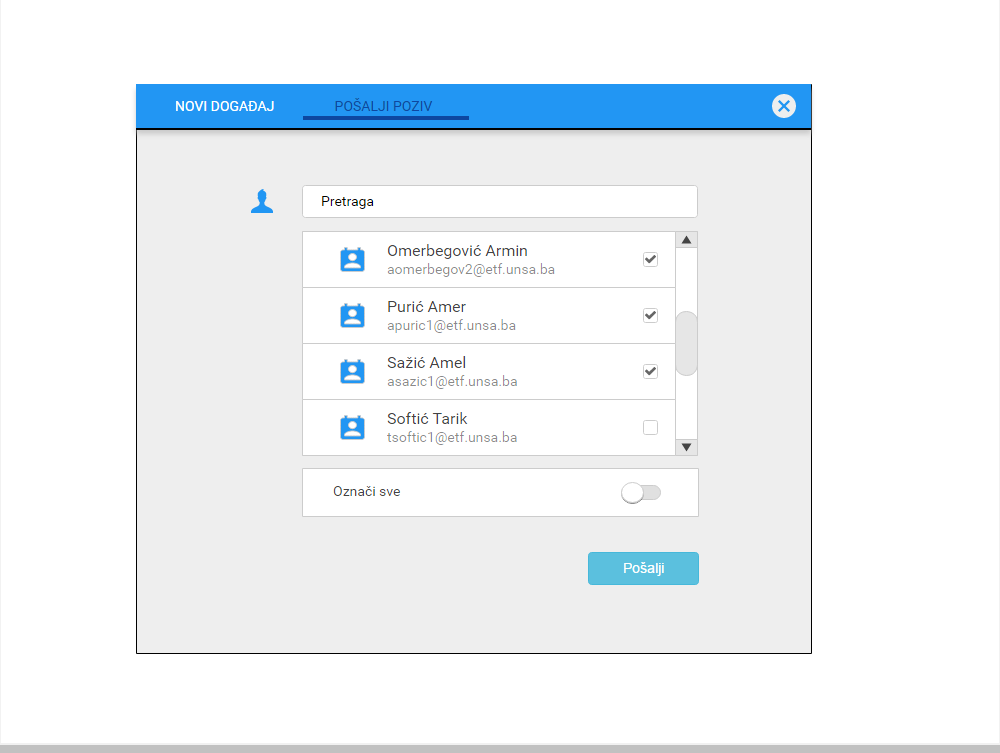 NOVI DOGAĐAJ
POŠALJI POZIV
Pretraga
Omerbegović Armin
aomerbegov2@etf.unsa.ba
Purić Amer
apuric1@etf.unsa.ba
Sažić Amel
asazic1@etf.unsa.ba
Softić Tarik
tsoftic1@etf.unsa.ba
Označi sve
Pošalji